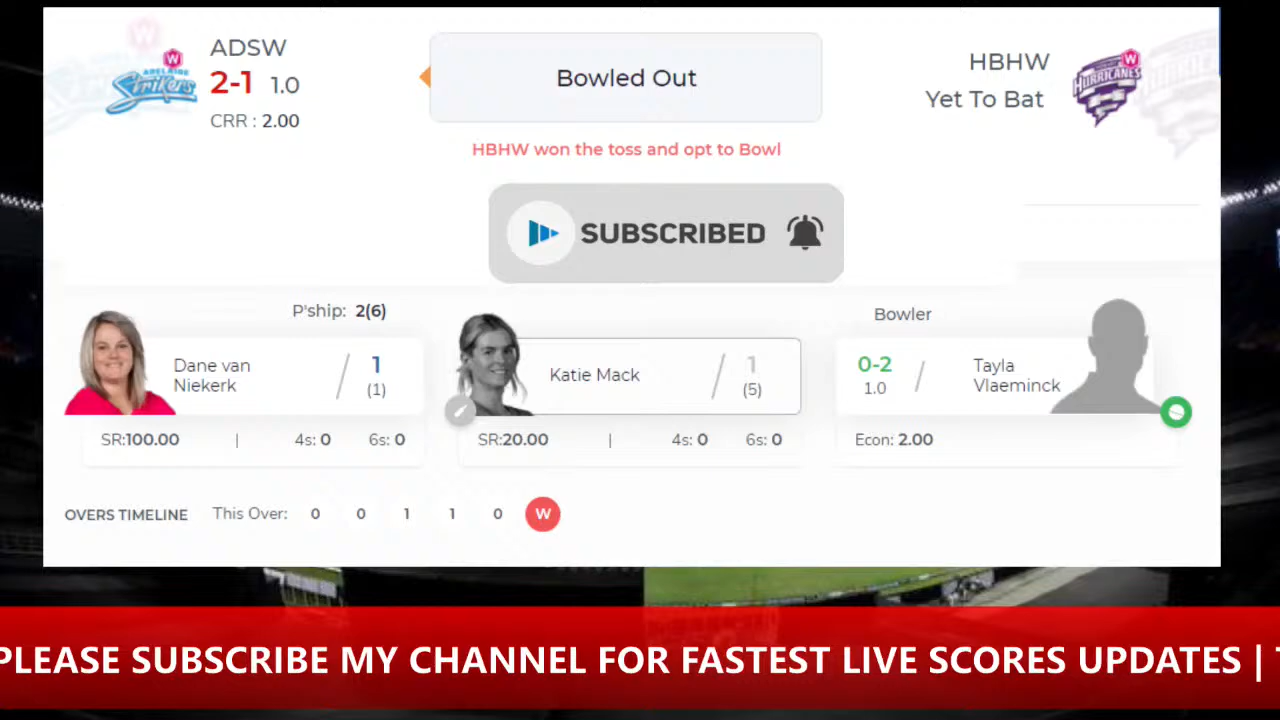 ADSW
2-1 1.0
CRR : 2.00
W
ADELAIDE
Strikers
Bowled Out
HBHW won the toss and opt to Bowl
HBHW
Yet To Bat
W
HURRICANES
SUBSCRIBED
P'ship: 2(6)
Dane van
Niekerk
1
(1)
SR:100.00 | 4s: 0 6s: 0
Katie Mack
1
(5)
SR:20.00 | 4s: 0 6s: 0
Bowler
0-2
1.0
Tayla
Vlaeminck
Econ: 2.00
OVERS TIMELINE This Over: 0 0 1 1 0 W
PLEASE SUBSCRIBE MY CHANNEL FOR FASTEST LIVE SCORES UPDATES |